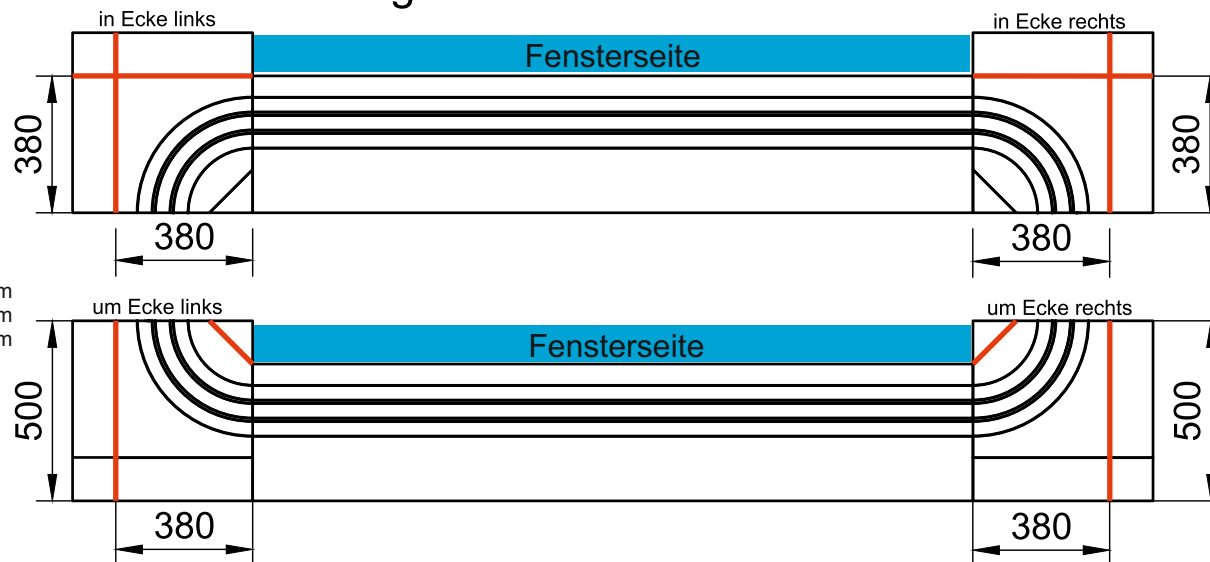 g
in Ecke links
in Ecke rechts
Fensterseite
380
380
380
380
m
m
m
um Ecke links
um Ecke rechts
Fensterseite
500
500
380
380